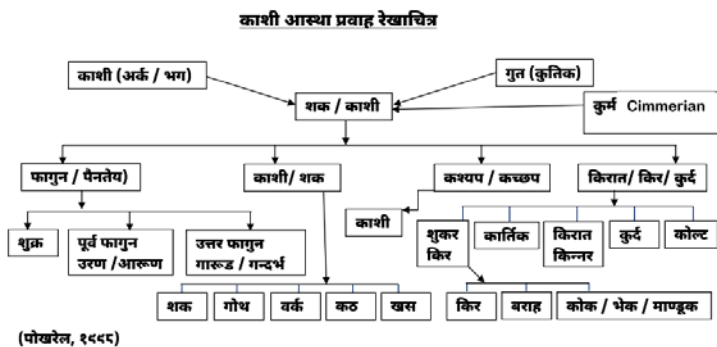 काशी आस्था प्रवाह रेखाचित्र
काशी (अर्क / भग)
गुत (कुतिक)
शक / काशी
कुर्म Cimmerian
फागुन / पैनतेय)
काशी/ शक
कश्यप / कच्छप
किरात/ किर/ कुर्द
काशी
शुक्र
पूर्व फागुन
उरण /आरूण
उत्तर फागुन
गारूड / गन्दर्भ
शुकर
किर
कार्तिक
किरात
किन्नर
कुर्द
कोल्ट
शक
गोथ
वर्क
कठ
खस
किर
बराह
कोक / भेक / माण्डूक
(पोखरेल, १९९८)